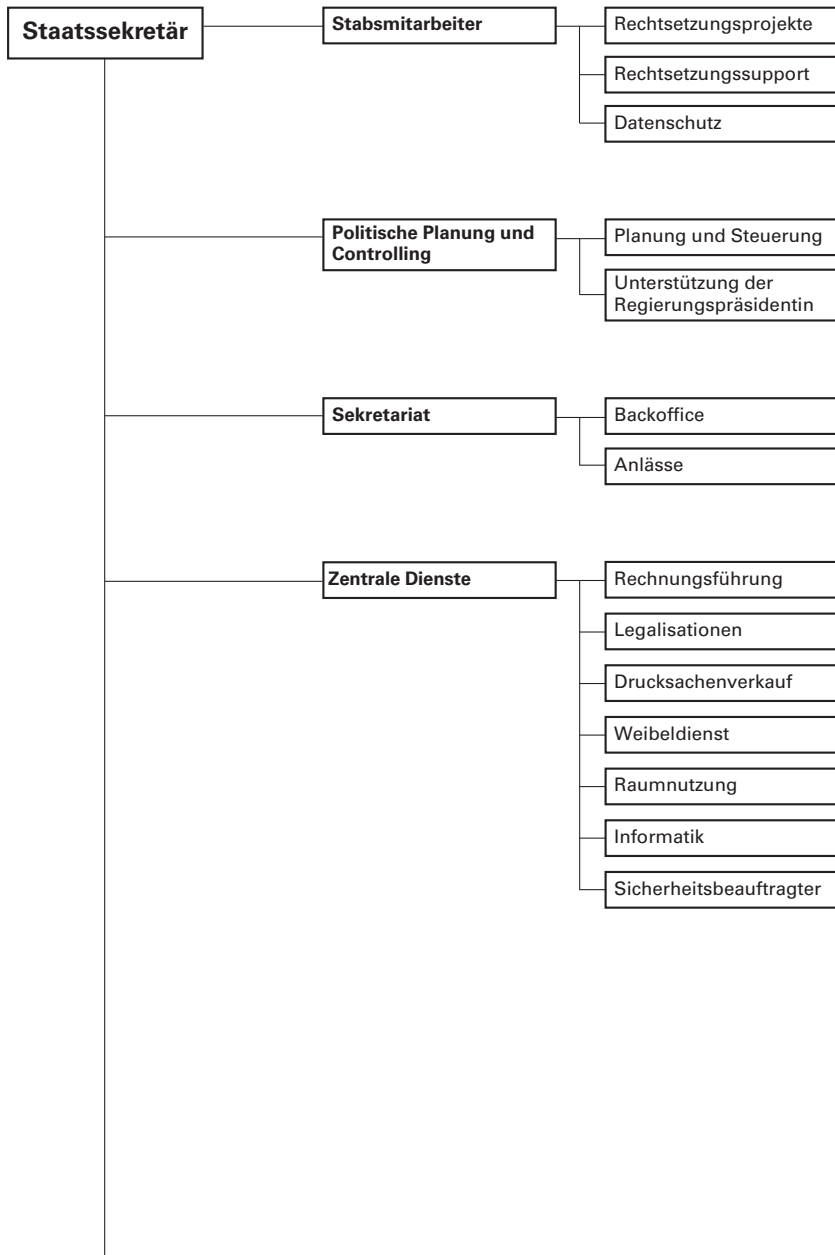 Staatssekretär
Stabsmitarbeiter
Rechtsetzungsprojekte
Rechtsetzungssupport
Datenschutz
Politische Planung und
Controlling
Planung und Steuerung
Unterstützung der
Regierungspräsidentin
Sekretariat
Backoffice
Anlässe
Zentrale Dienste
Rechnungsführung
Legalisationen
Drucksachenverkauf
Weibeldienst
Raumnutzung
Informatik
Sicherheitsbeauftragter